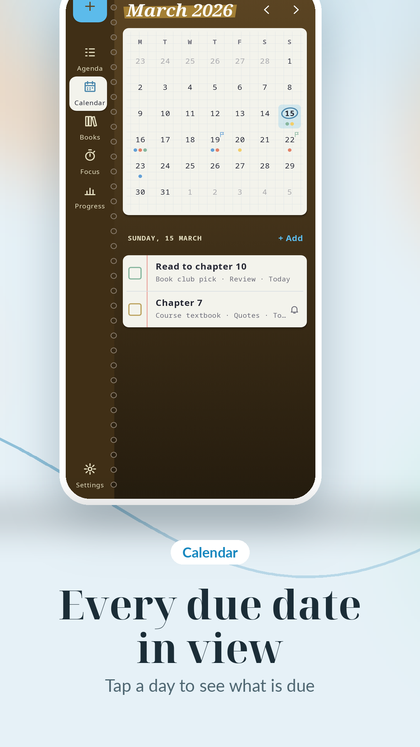 March 2026
M T W T F S S
23 24 25 26 27 28 1
2 3 4 5 6 7 8
9 10 11 12 13 14 15
16 17 18 19 20 21 22
23 24 25 26 27 28 29
30 31 1 2 3 4 5
Agenda
Calendar
Books
Focus
Progress
Settings
SUNDAY, 15 MARCH
+ Add
Read to chapter 10
Book club pick · Review · Today
Chapter 7
Course textbook · Quotes · To…
Calendar
Every due date
in view
Tap a day to see what is due